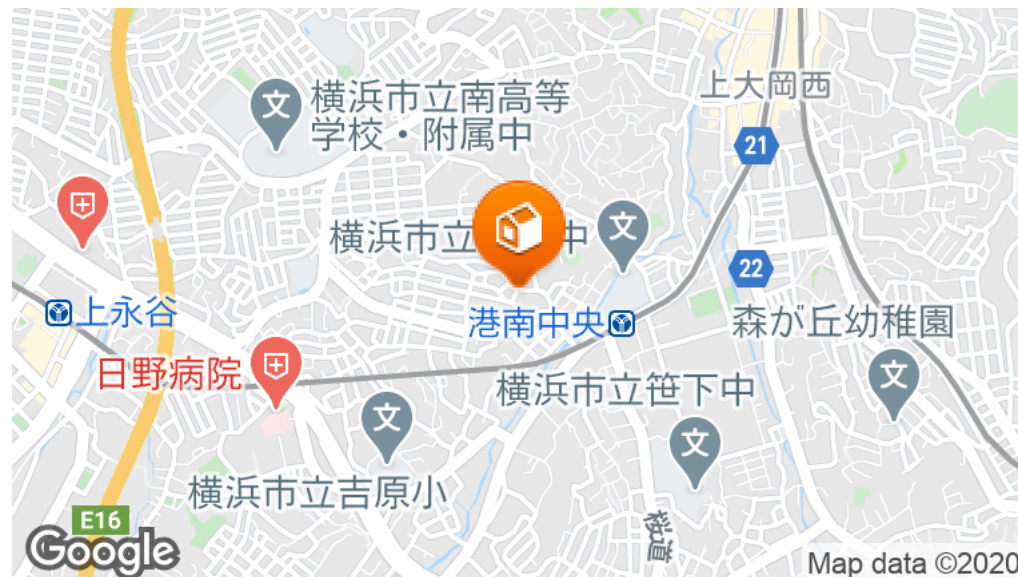 横浜市立南高等
学校・附属中
上大岡西
21
横浜市立
中
22
上永谷
港南中央
森が丘幼稚園
日野病院
横浜市立笹下中
横浜市立吉原小
E16
桜道
Google
Map data ©2020